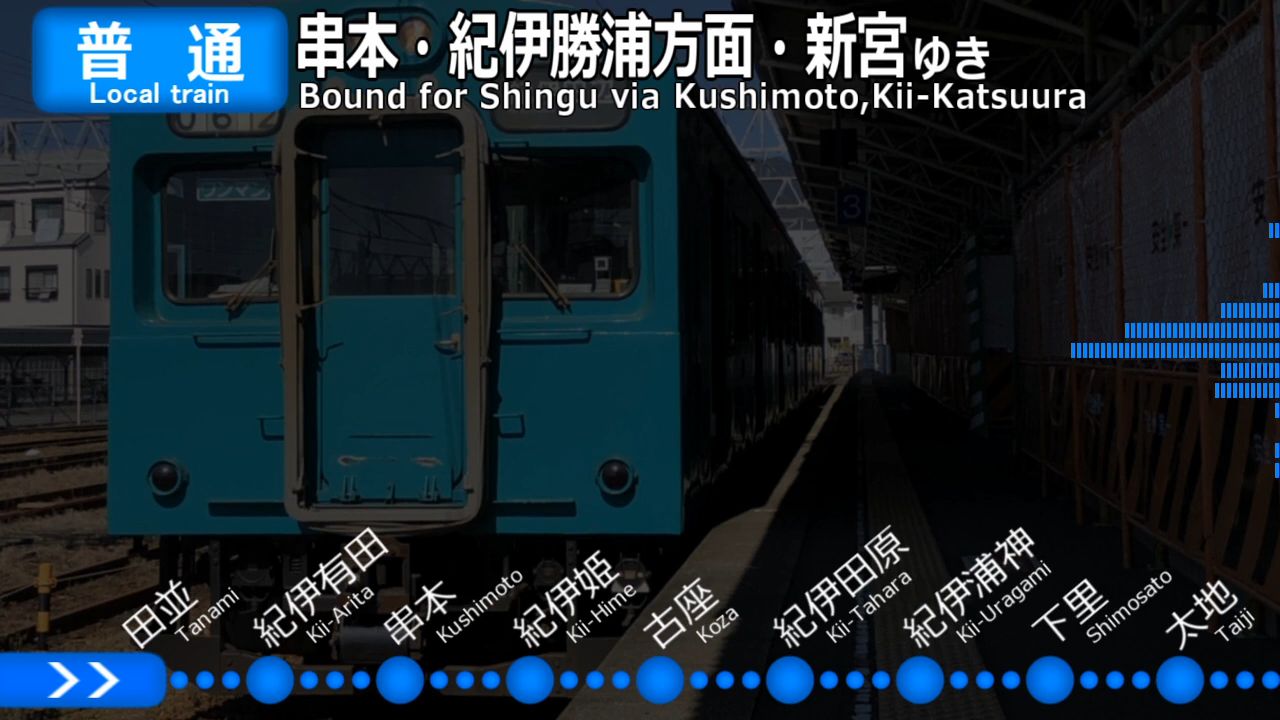 普 通
Local train
串本・紀伊勝浦方面・新宮ゆき
Bound for Shingu via Kushimoto,Kii-Katsuura
3
田並
Tanami
紀伊有田
Kii-Arita
串本
Kushimoto
紀伊姫
Kii-Hime
古座
Koza
紀伊田原
Kii-Tahara
紀伊浦神
Kii-Uragami
下里
Shimosato
太地
Taiji